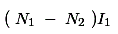 ( N₁ − N₂ )I₁